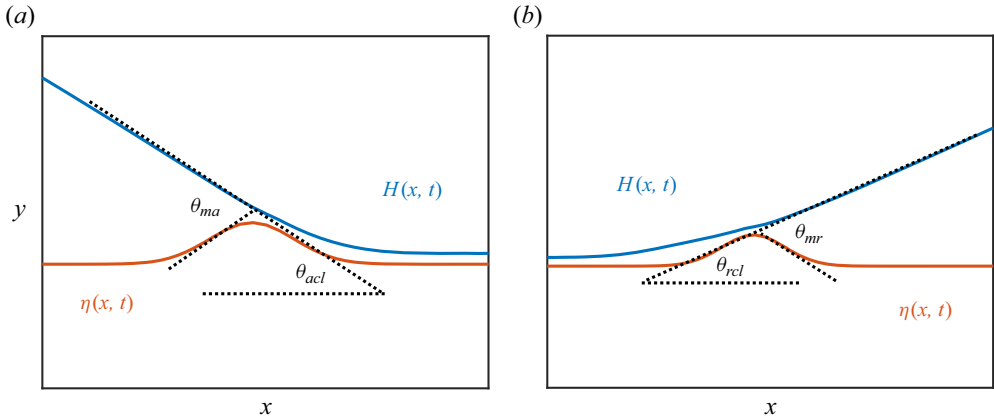 (a)
(b)
H(x, t)
H(x, t)
θma
θmr
y
θacl
θrcl
η(x, t)
η(x, t)
x
x